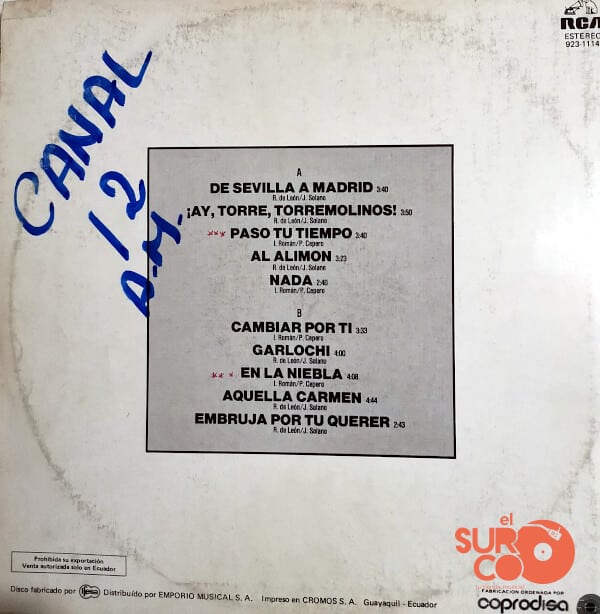 RCA
ESTEREO
923-1114
CANAL
12
A.M.
A
DE SEVILLA A MADRID 3:40
R. de León/J. Solano
¡AY, TORRE, TORREMOLINOS! 3:50
R. de León/J. Solano
*** PASO TU TIEMPO 3:40
I. Román/P. Cepero
AL ALIMON 3:23
R. de León/J. Solano
NADA 2:40
I. Román/P. Cepero
B
CAMBIAR POR TI 3:33
I. Román/P. Cepero
GARLOCHI 4:00
R. de León/J. Solano
*** EN LA NIEBLA 4:08
I. Román/P. Cepero
AQUELLA CARMEN 4:44
R. de León/J. Solano
EMBRUJA POR TU QUERER 2:43
R. de León/J. Solano
el
SURCO
Prohibida su exportación
Venta autorizada solo en Ecuador
FABRICACION ORDENADA POR
coprodisa
Disco fabricado por fesa Distribuído por EMPORIO MUSICAL S. A. Impreso en CROMOS S. A. Guayaquil - Ecuador